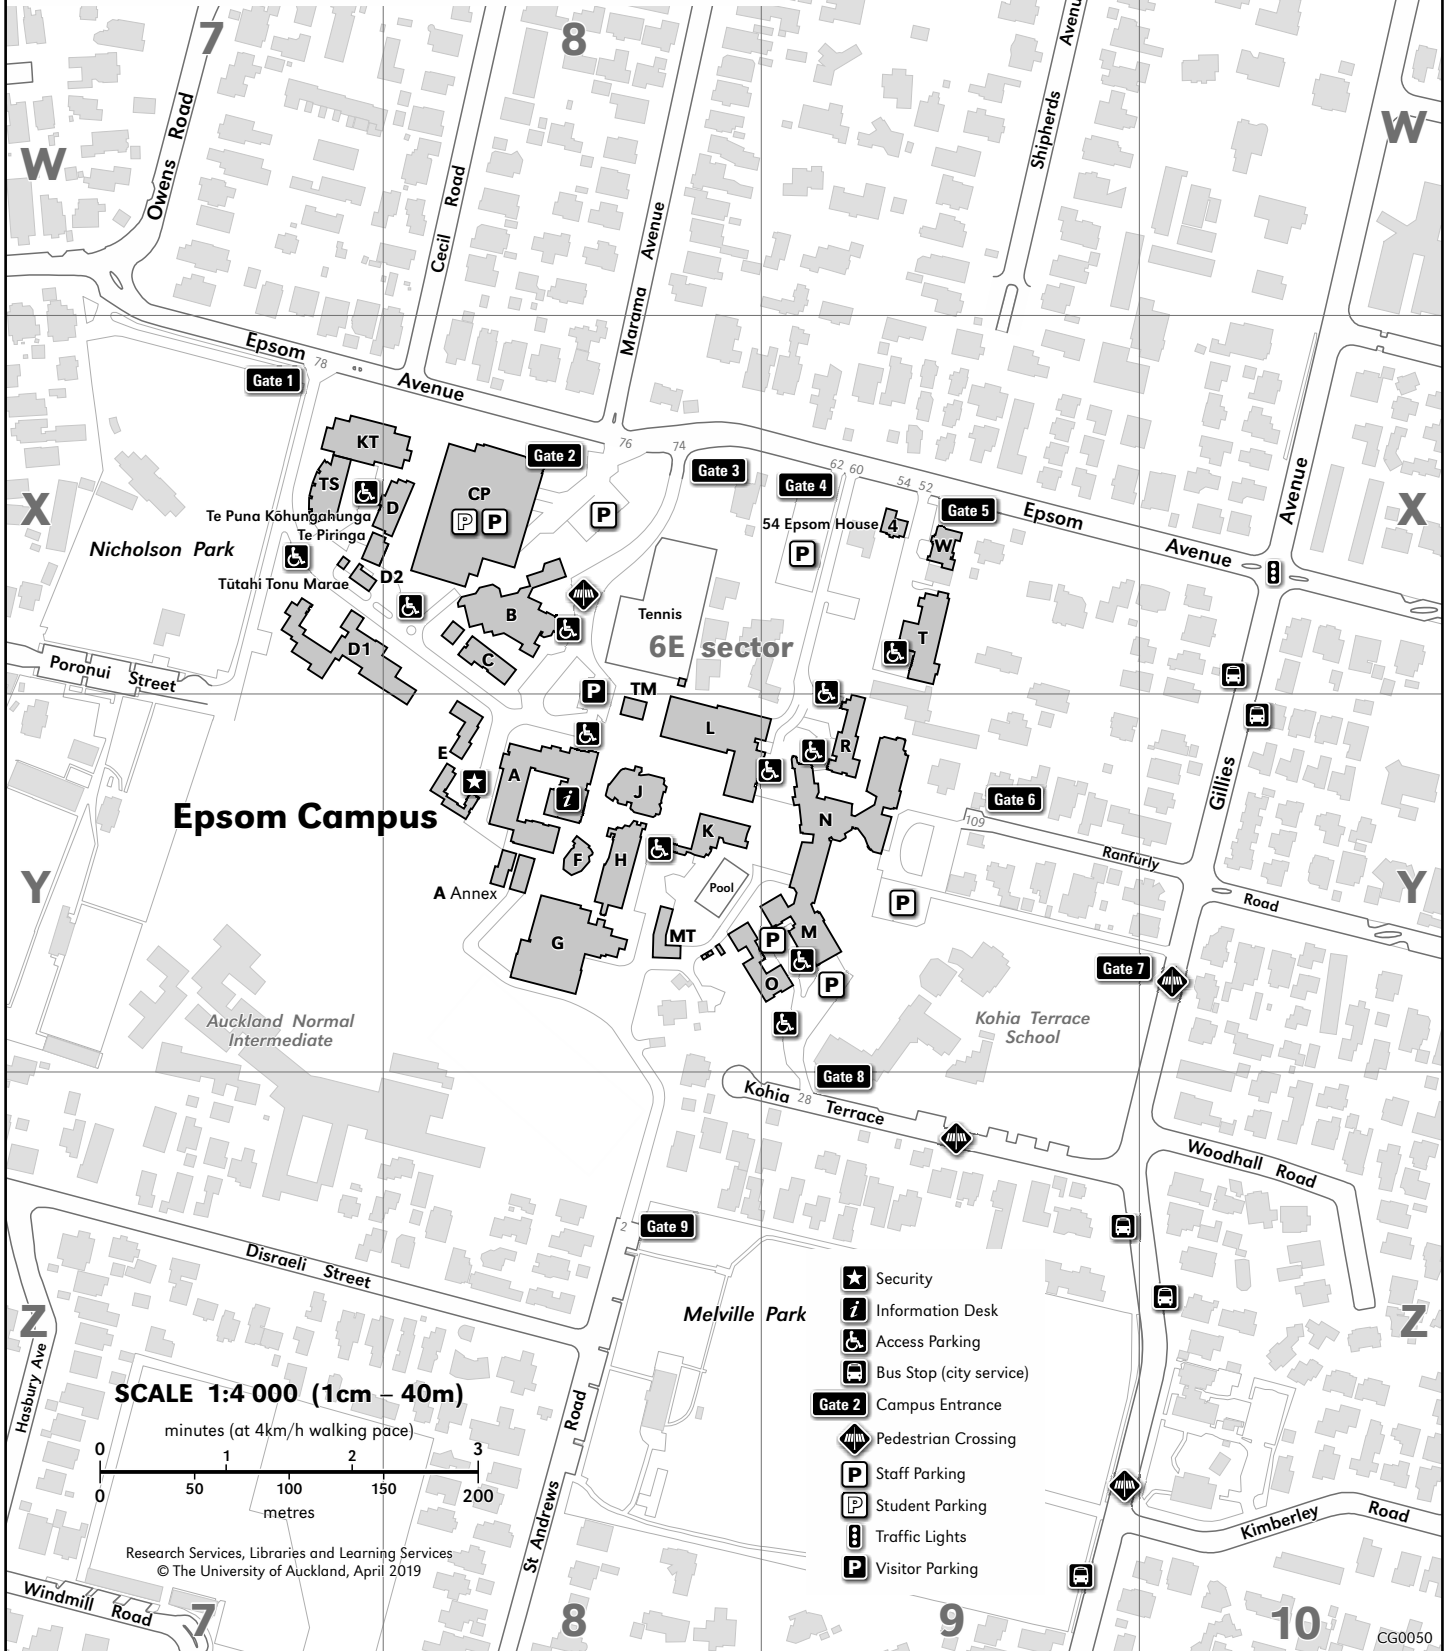 7
8
W
W
Owens Road
Cecil Road
Marama Avenue
Shipherds Avenu
Epsom
78
Avenue
Gate 1
KT
TS
D
CP
P P
Gate 2
76
74
Gate 3
P
62 60
Gate 4
54 52
Gate 5
Epsom
Avenue
Avenue
X
X
Te Puna Kōhungahunga
Te Piringa
Nicholson Park
Tūtahi Tonu Marae
D2
54 Epsom House
4
P
W
B
C
D1
Tennis
6E sector
T
Poronui Street
P
TM
L
R
E
A
i
J
N
Gate 6
109
Gillies
Ranfurly
Road
Epsom Campus
F
H
K
Pool
Y
Y
A Annex
G
MT
P
M
O
P
P
Gate 7
Auckland Normal
Intermediate
Kohia Terrace
School
Gate 8
Kohia 28 Terrace
Woodhall Road
2
Gate 9
Disraeli Street
Melville Park
Z
Z
Hasbury Ave
St Andrews Road
Security
i Information Desk
Access Parking
Bus Stop (city service)
Gate 2 Campus Entrance
Pedestrian Crossing
P Staff Parking
P Student Parking
Traffic Lights
P Visitor Parking
SCALE 1:4 000 (1cm – 40m)
minutes (at 4km/h walking pace)
0 1 2 3
0 50 100 150 200
metres
Research Services, Libraries and Learning Services
© The University of Auckland, April 2019
Kimberley Road
Windmill Road
7
8
9
10
CG0050